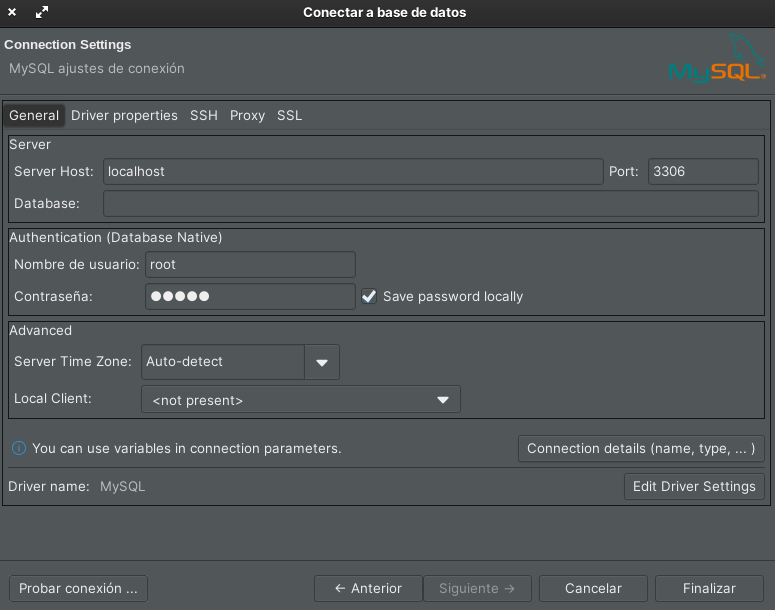 Conectar a base de datos
Connection Settings
MySQL ajustes de conexión
MySQL®
General Driver properties SSH Proxy SSL
Server
Server Host: localhost Port: 3306
Database:
Authentication (Database Native)
Nombre de usuario: root
Contraseña: ●●●●● Save password locally
Advanced
Server Time Zone: Auto-detect
Local Client: <not present>
You can use variables in connection parameters. Connection details (name, type, ... )
Driver name: MySQL Edit Driver Settings
Probar conexión ... ← Anterior Siguiente → Cancelar Finalizar